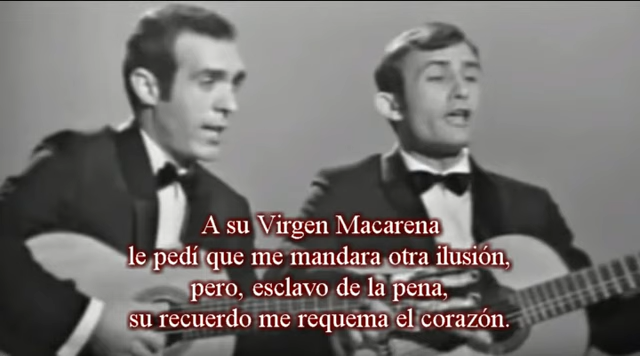 A su Virgen Macarena
le pedí que me mandara otra ilusión,
pero, esclavo de la pena,
su recuerdo me requema el corazón.